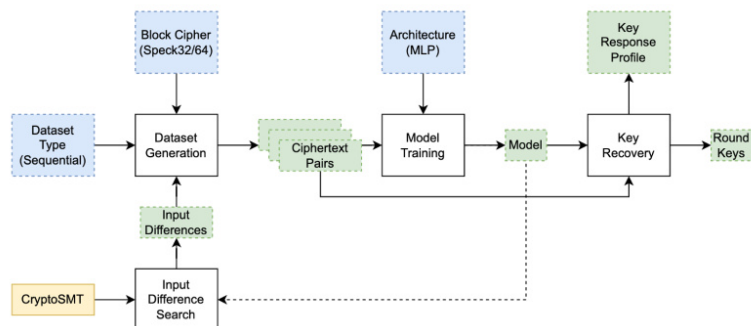 Block Cipher
(Speck32/64)
Architecture
(MLP)
Key
Response
Profile
Dataset
Type
(Sequential)
Dataset
Generation
Ciphertext
Pairs
Model
Training
Model
Key
Recovery
Round
Keys
Input
Differences
CryptoSMT
Input
Difference
Search